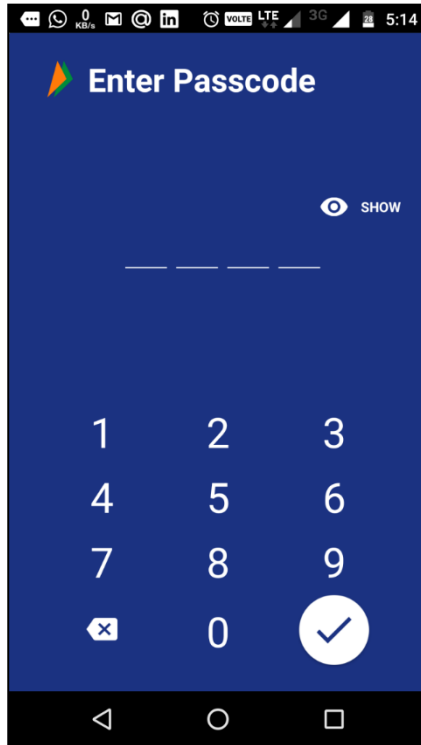 0 KB/s VOLTE LTE 3G 28 5:14
Enter Passcode
SHOW
1 2 3
4 5 6
7 8 9
0